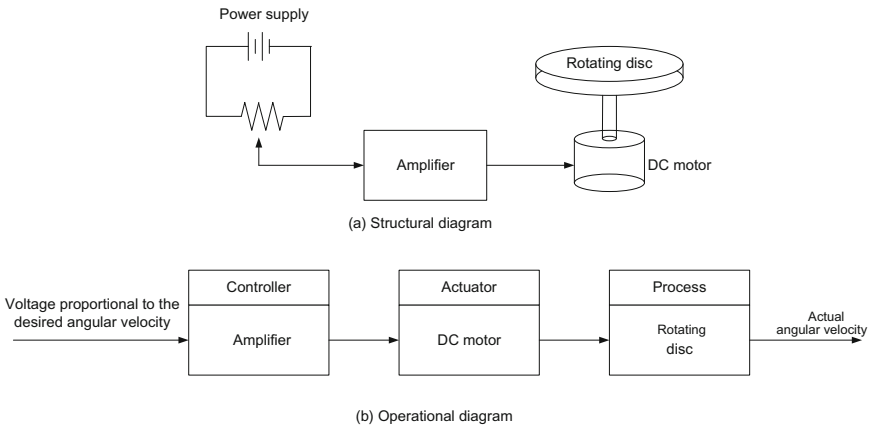 Power supply
Rotating disc
Amplifier
DC motor
(a) Structural diagram
Controller
Actuator
Process
Voltage proportional to the
desired angular velocity
Amplifier
DC motor
Rotating
disc
Actual
angular velocity
(b) Operational diagram